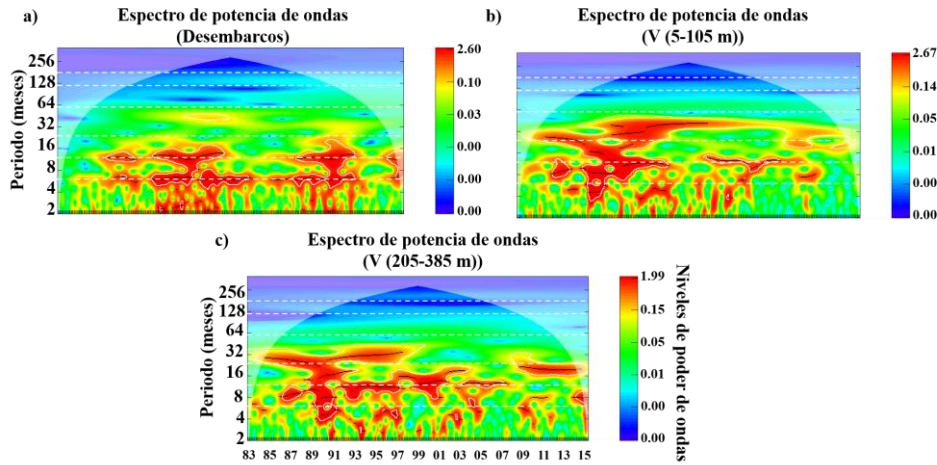 a)
Espectro de potencia de ondas
(Desembarcos)
256
128
64
32
16
8
4
2
Periodo (meses)
2.60
0.10
0.03
0.00
0.00
b)
Espectro de potencia de ondas
(V (5-105 m))
2.67
0.14
0.05
0.01
0.00
c)
Espectro de potencia de ondas
(V (205-385 m))
256
128
64
32
16
8
4
2
Periodo (meses)
83 85 87 89 91 93 94 95 97 99 01 03 05 07 09 11 13 15
1.99
0.15
0.05
0.00
0.00
Niveles de poder de ondas